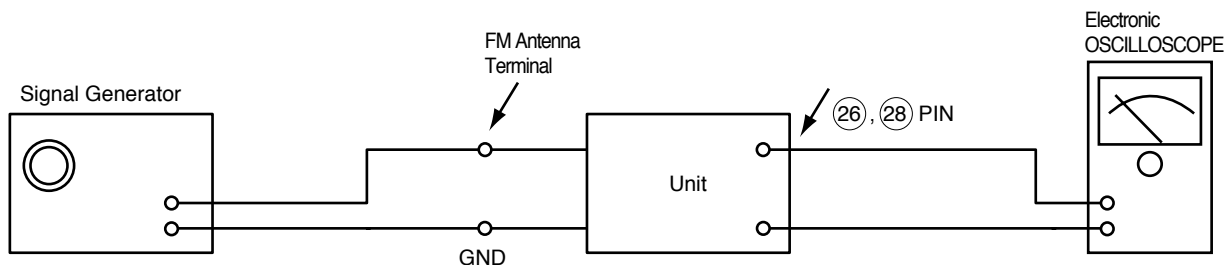 Electronic
OSCILLOSCOPE
FM Antenna
Terminal
Signal Generator
26, 28 PIN
Unit
GND